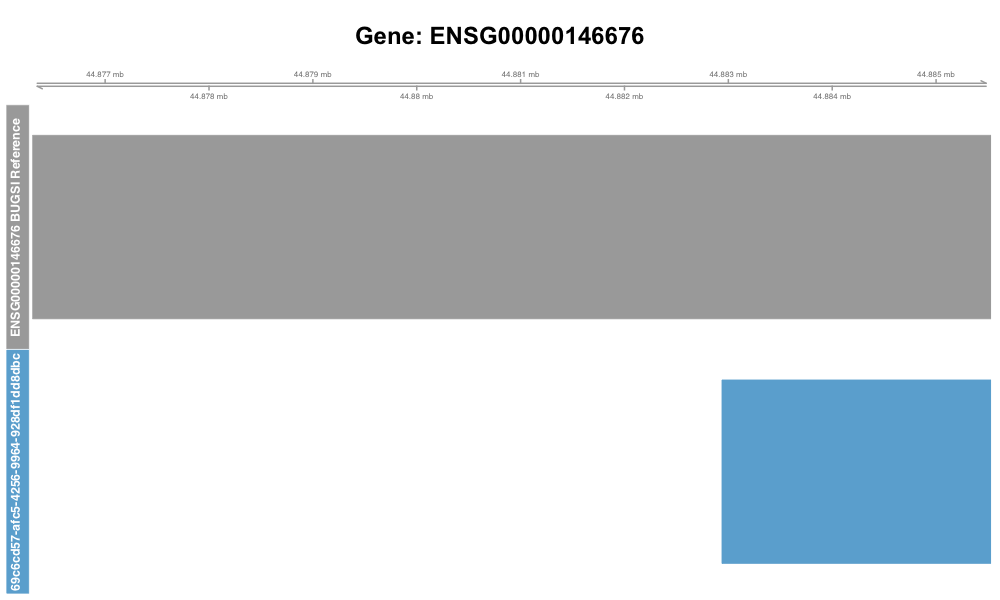 Gene: ENSG00000146676
44.877 mb
44.879 mb
44.881 mb
44.883 mb
44.885 mb
44.878 mb
44.88 mb
44.882 mb
44.884 mb
ENSG00000146676 BUGSI Reference
69c6cd57-afc5-4256-9964-928df1dd8dbc